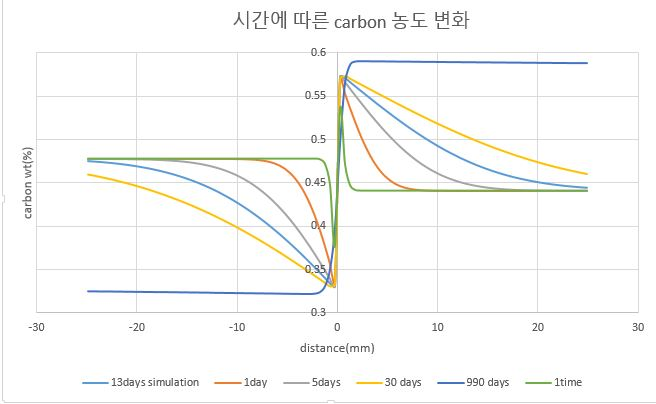 시간에 따른 carbon 농도 변화
0.6
0.55
0.5
0.45
0.4
0.35
0.3
carbon wt(%)
-30 -20 -10 0 10 20 30
distance(mm)
13days simulation 1day 5days 30 days 990 days 1time